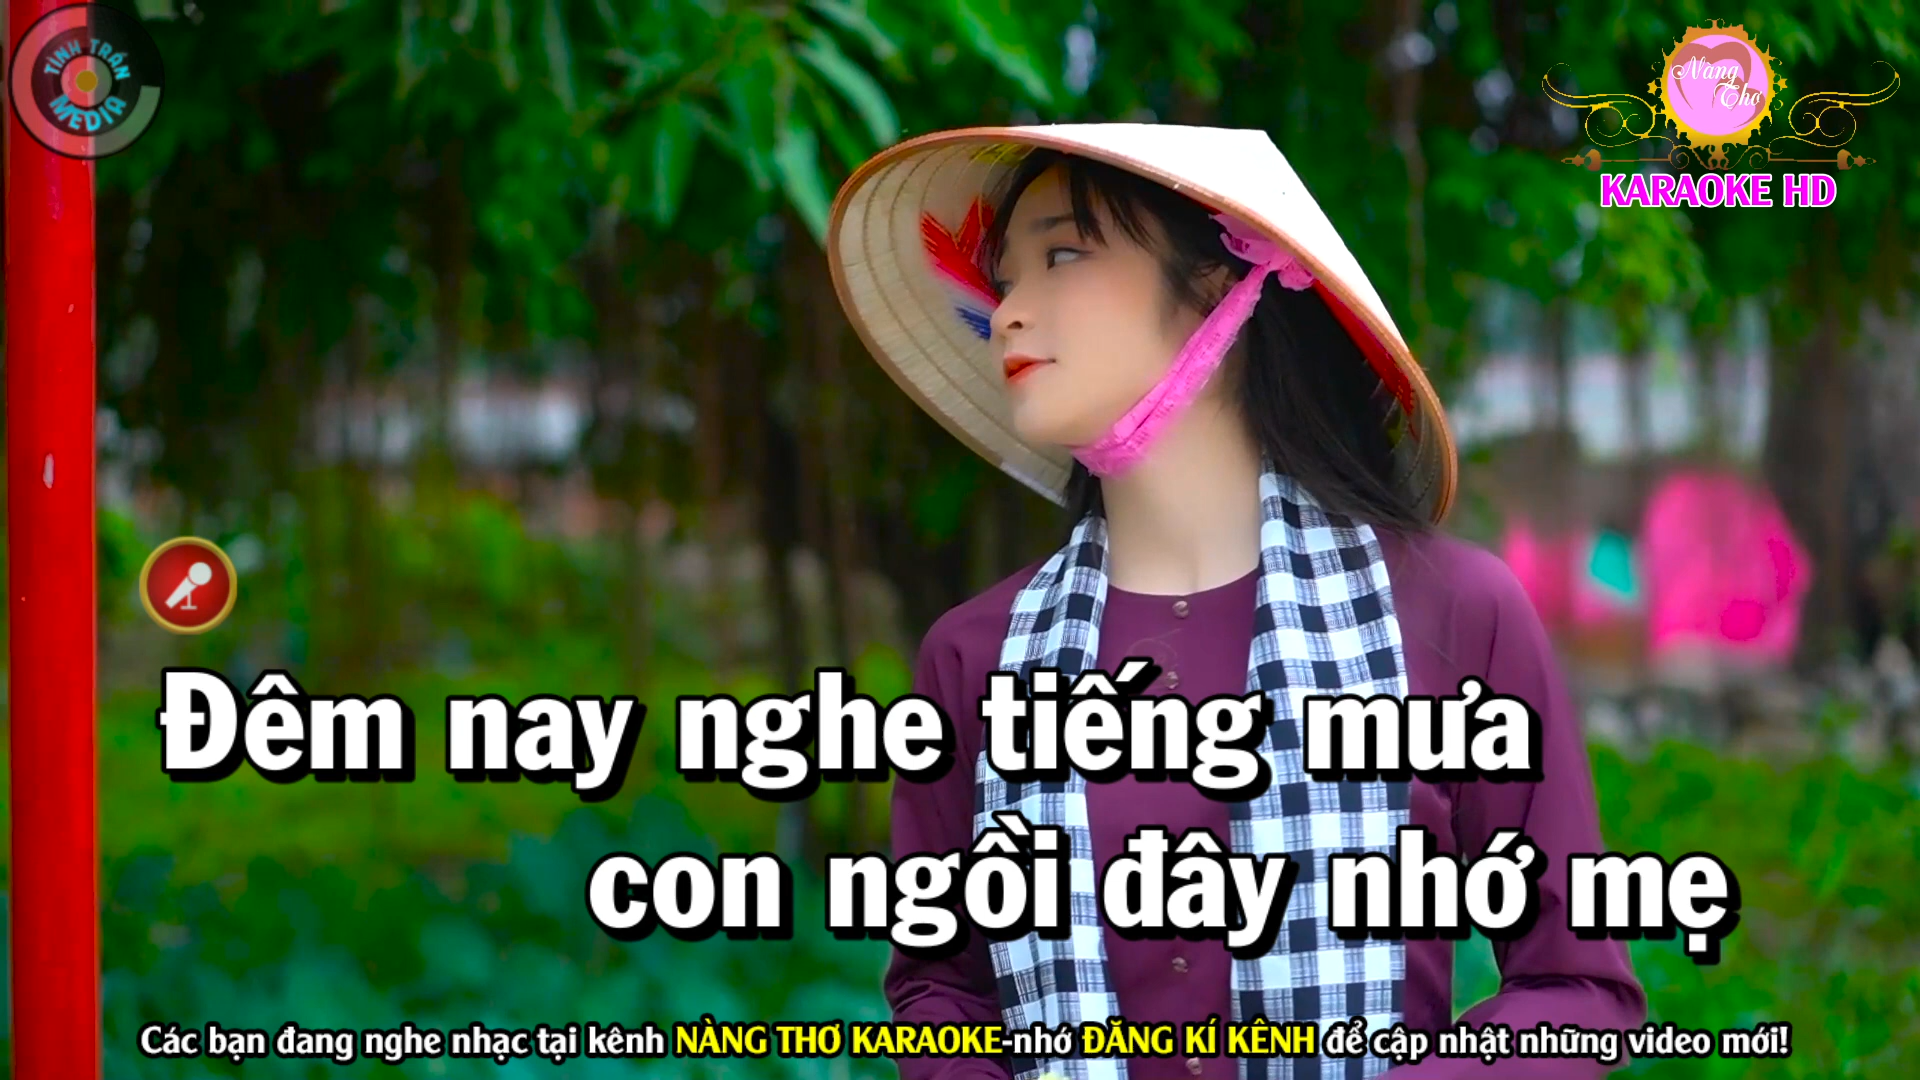 TÌNH TRẦN
MEDIA
Nàng
Thơ
KARAOKE HD
Đêm nay nghe tiếng mưa
con ngồi đây nhớ mẹ
Các bạn đang nghe nhạc tại kênh NÀNG THƠ KARAOKE-nhớ ĐĂNG KÍ KÊNH để cập nhật những video mới!